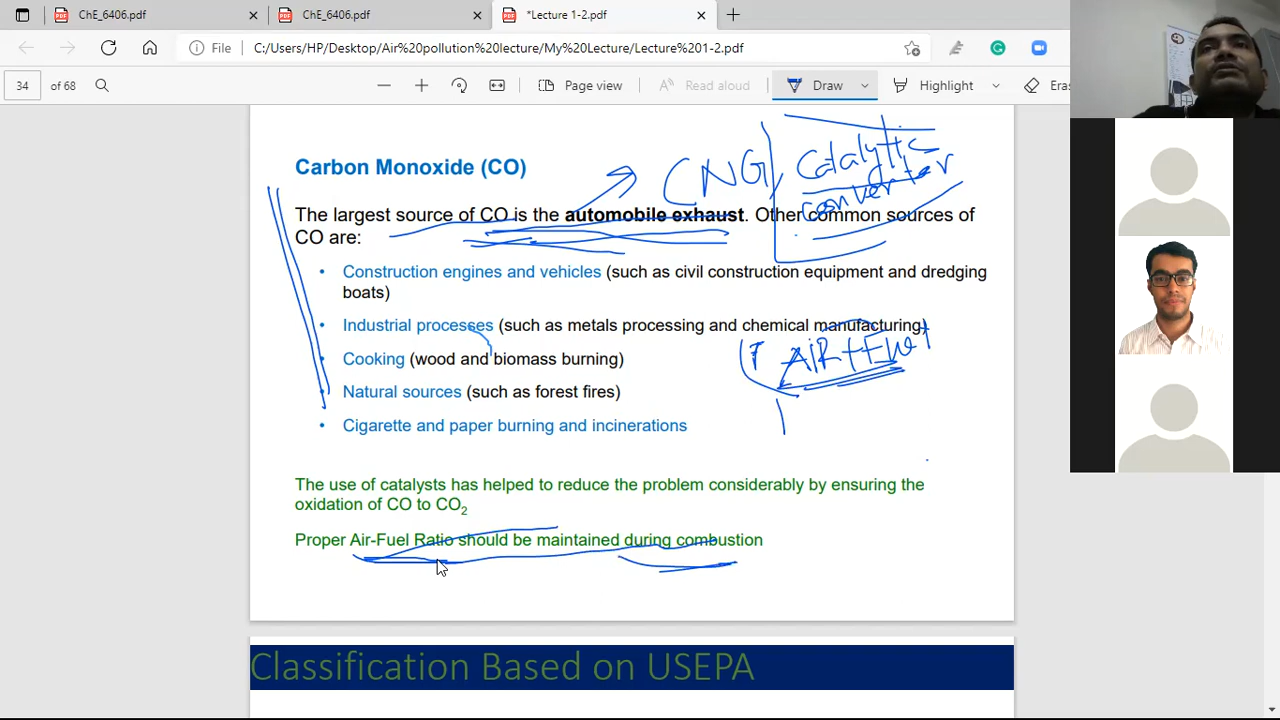 ChE_6406.pdf
ChE_6406.pdf
*Lecture 1-2.pdf
File
C:/Users/HP/Desktop/Air%20pollution%20lecture/My%20Lecture/Lecture%201-2.pdf
34 of 68
Page view
Read aloud
Draw
Highlight
Eras
CNG, Catalytic
converter
Carbon Monoxide (CO)
The largest source of CO is the automobile exhaust. Other common sources of
CO are:
• Construction engines and vehicles (such as civil construction equipment and dredging
boats)
• Industrial processes (such as metals processing and chemical manufacturing)
• Cooking (wood and biomass burning)
AIR +
• Natural sources (such as forest fires)
• Cigarette and paper burning and incinerations
The use of catalysts has helped to reduce the problem considerably by ensuring the
oxidation of CO to CO2
Proper Air-Fuel Ratio should be maintained during combustion
Classification Based on USEPA